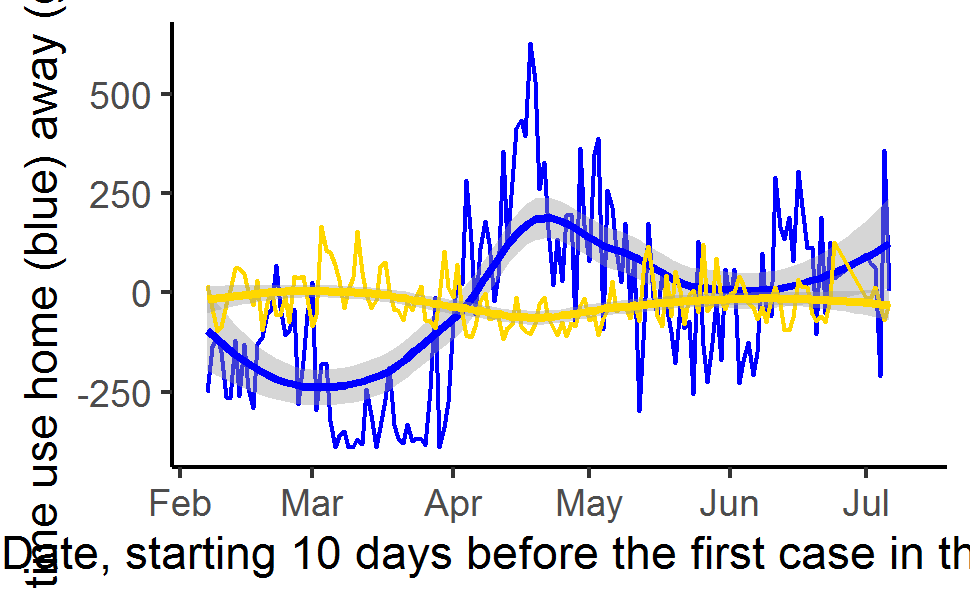 time use home (blue) away (
500
250
0
-250
Feb Mar Apr May Jun Jul
Date, starting 10 days before the first case in th